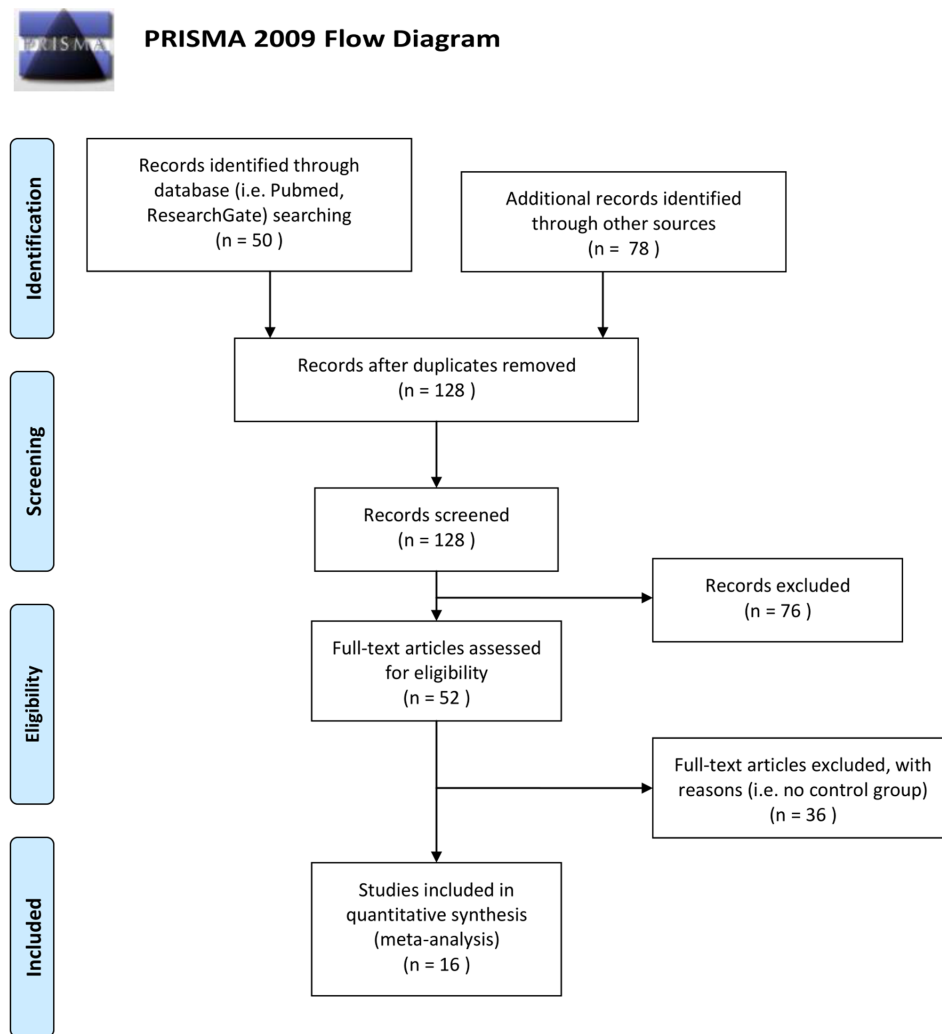 PRISMA
PRISMA 2009 Flow Diagram
Identification
Records identified through
database (i.e. Pubmed,
ResearchGate) searching
(n = 50 )
Additional records identified
through other sources
(n = 78 )
Records after duplicates removed
(n = 128 )
Screening
Records screened
(n = 128 )
Records excluded
(n = 76 )
Eligibility
Full-text articles assessed
for eligibility
(n = 52 )
Full-text articles excluded, with
reasons (i.e. no control group)
(n = 36 )
Included
Studies included in
quantitative synthesis
(meta-analysis)
(n = 16 )